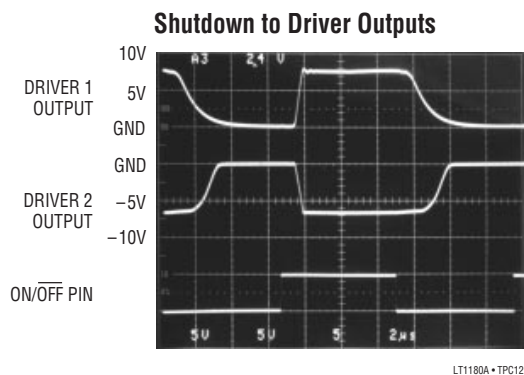 Shutdown to Driver Outputs
10V
A3 2.4 V
DRIVER 1
OUTPUT
5V
GND
GND
DRIVER 2
OUTPUT
–5V
–10V
ON/OFF PIN
5V 5V 5 2μs
LT1180A • TPC12